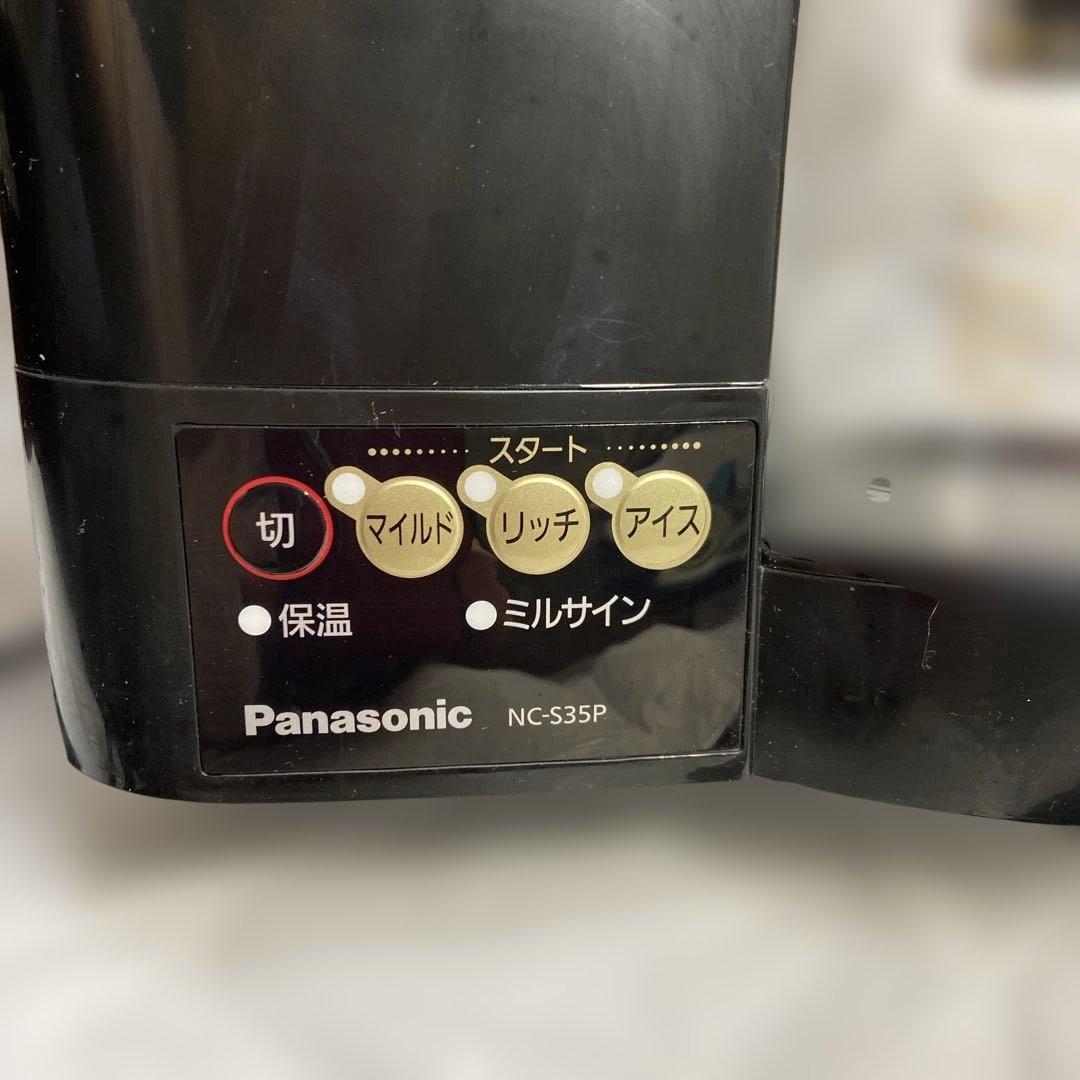 スタート
切 マイルド リッチ アイス
保温 ミルサイン
Panasonic NC-S35P